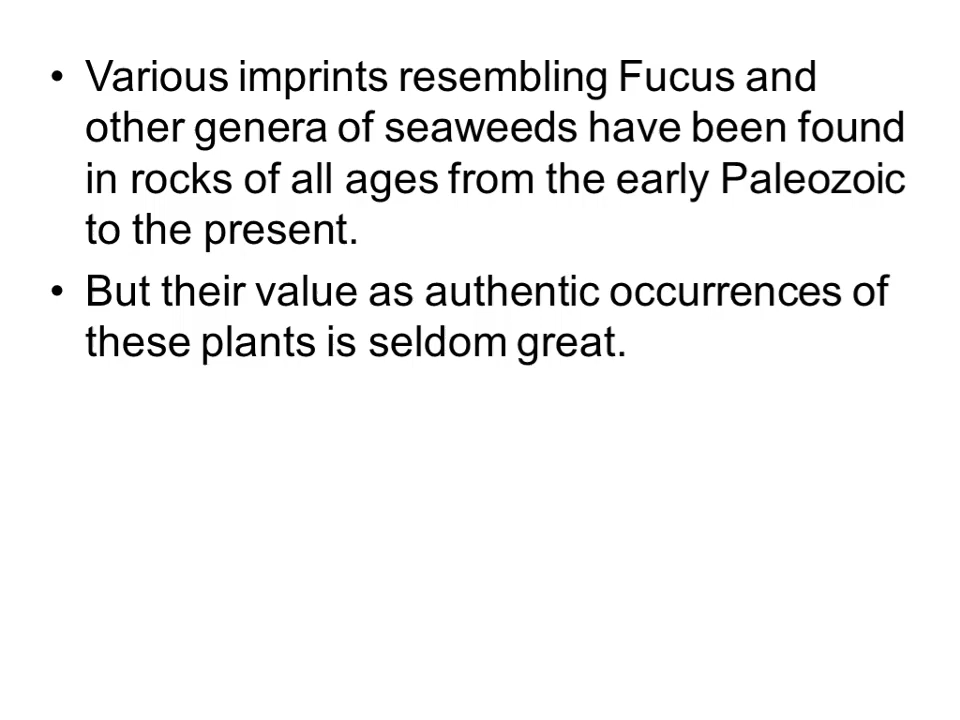 • Various imprints resembling Fucus and
other genera of seaweeds have been found
in rocks of all ages from the early Paleozoic
to the present.
• But their value as authentic occurrences of
these plants is seldom great.